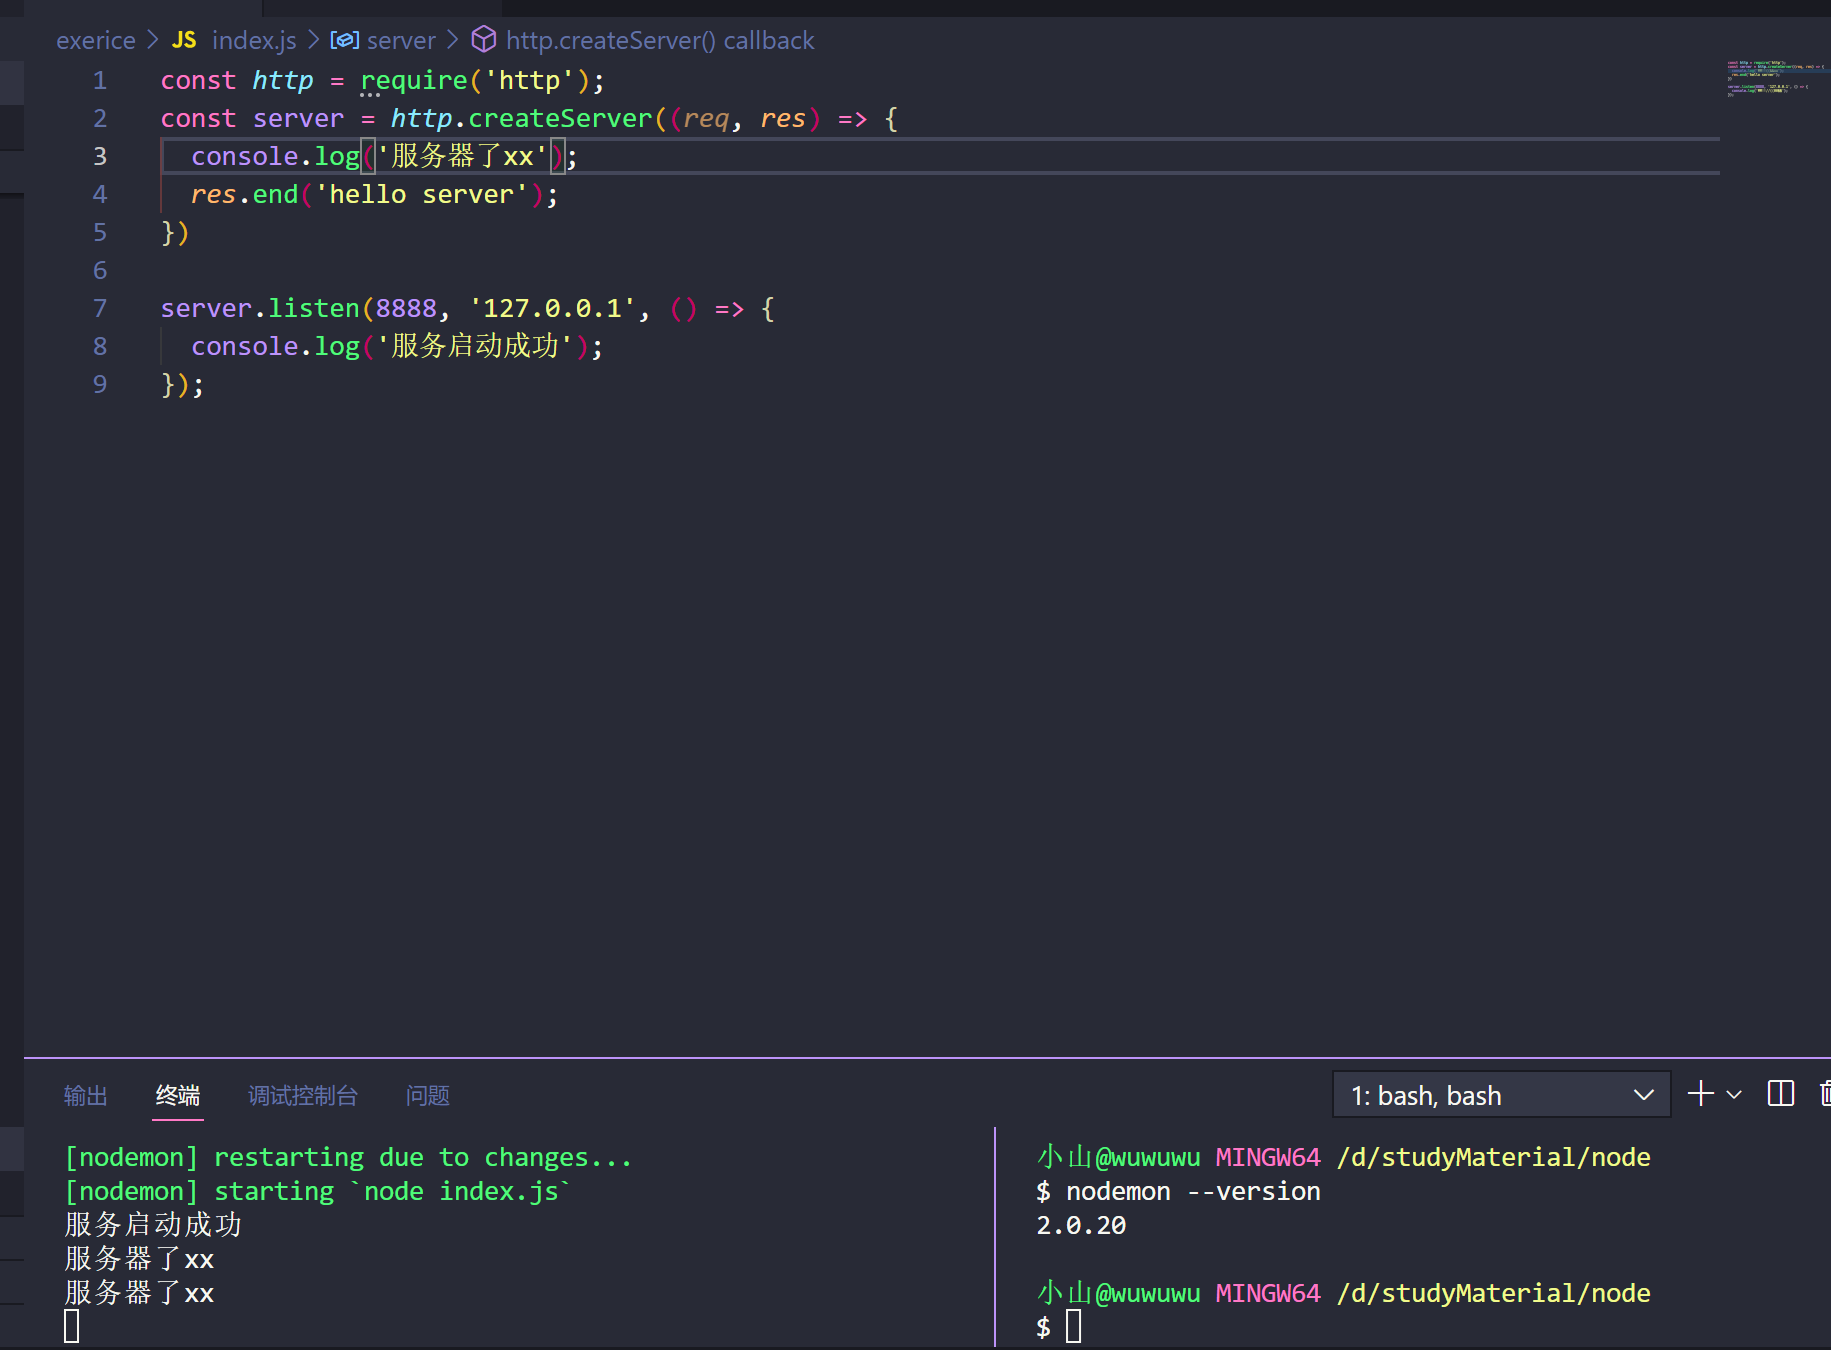 exerice > JS index.js > server > http.createServer() callback
1 const http = require('http');
2 const server = http.createServer((req, res) => {
3 console.log('服务器了xx');
4 res.end('hello server');
5 })
6
7 server.listen(8888, '127.0.0.1', () => {
8 console.log('服务启动成功');
9 });
输出 终端 调试控制台 问题 1: bash, bash
[nodemon] restarting due to changes...
[nodemon] starting `node index.js`
服务启动成功
服务器了xx
服务器了xx
小山@wuwuwu MINGW64 /d/studyMaterial/node
$ nodemon --version
2.0.20
小山@wuwuwu MINGW64 /d/studyMaterial/node
$